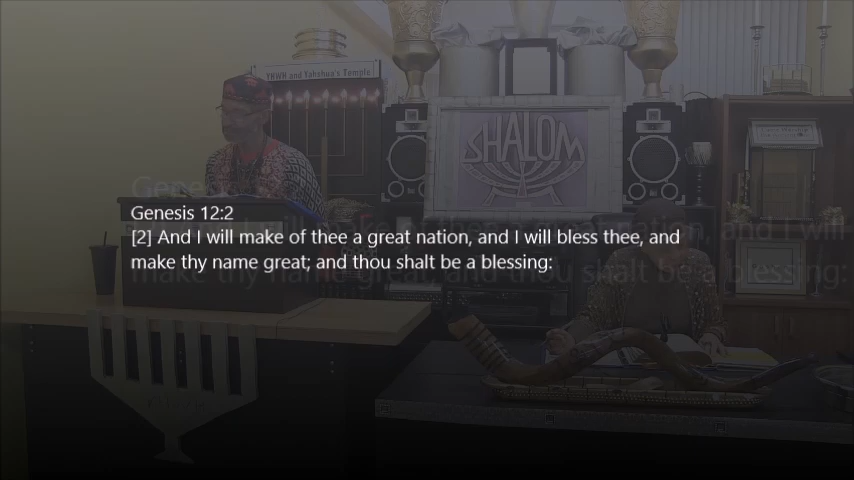 YHWH and Yahshua's Temple
SHALOM
Genesis 12:2
[2] And I will make of thee a great nation, and I will bless thee, and
make thy name great; and thou shalt be a blessing: